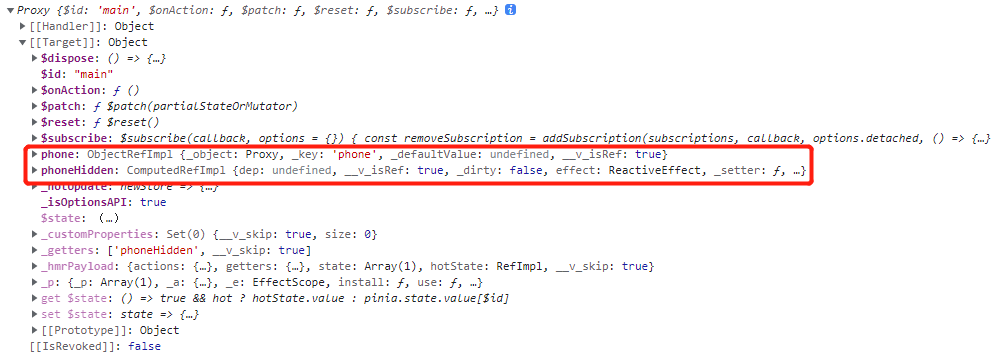 Proxy {$id: 'main', $onAction: ƒ, $patch: ƒ, $reset: ƒ, $subscribe: ƒ, …} i
[[Handler]]: Object
[[Target]]: Object
$dispose: () => {…}
$id: "main"
$onAction: ƒ ()
$patch: ƒ $patch(partialStateOrMutator)
$reset: ƒ $reset()
$subscribe: $subscribe(callback, options = {}) { const removeSubscription = addSubscription(subscriptions, callback, options.detached, () => {…}
phone: ObjectRefImpl {_object: Proxy, _key: 'phone', _defaultValue: undefined, __v_isRef: true}
phoneHidden: ComputedRefImpl {dep: undefined, __v_isRef: true, _dirty: false, effect: ReactiveEffect, _setter: ƒ, …}
_hotUpdate: newStore => {…}
_isOptionsAPI: true
$state: (…)
_customProperties: Set(0) {__v_skip: true, size: 0}
_getters: ['phoneHidden', __v_skip: true]
_hmrPayload: {actions: {…}, getters: {…}, state: Array(1), hotState: RefImpl, __v_skip: true}
_p: {_p: Array(1), _a: {…}, _e: EffectScope, install: ƒ, use: ƒ, …}
get $state: () => true && hot ? hotState.value : pinia.state.value[$id]
set $state: state => {…}
[[Prototype]]: Object
[[IsRevoked]]: false